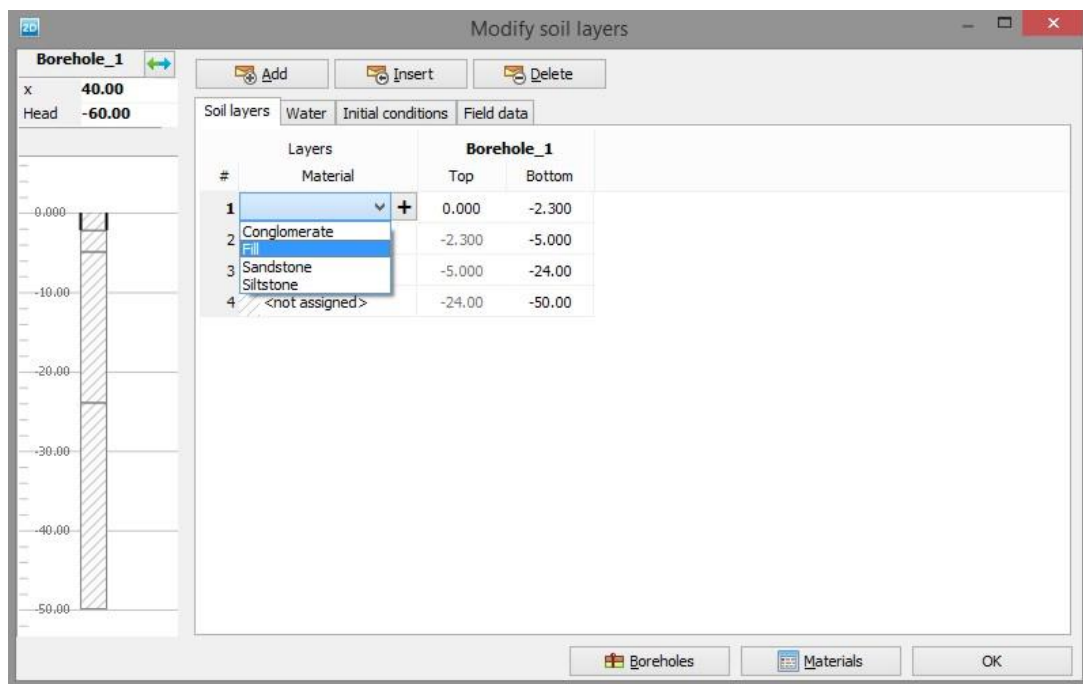 2D
Modify soil layers
Borehole_1
x 40.00
Head -60.00
Add Insert Delete
Soil layers Water Initial conditions Field data
Layers Borehole_1
# Material Top Bottom
1 + 0.000 -2.300
Conglomerate
2 Fill -2.300 -5.000
3 Sandstone -5.000 -24.00
Siltstone
4 <not assigned> -24.00 -50.00
0.000
-10.00
-20.00
-30.00
-40.00
-50.00
Boreholes Materials OK